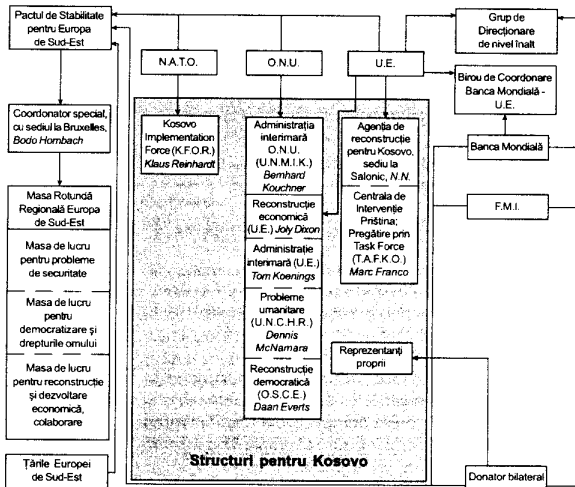 Pactul de Stabilitate
pentru Europa
de Sud-Est
N.A.T.O.
O.N.U.
U.E.
Grup de
Direcționare
de nivel înalt
Birou de Coordonare
Banca Mondială -
U.E.
Banca Mondială
F.M.I.
Coordonator special,
cu sediul la Bruxelles,
Bodo Hombach
Masa Rotundă
Regională Europa
de Sud-Est
Masa de lucru
pentru probleme
de securitate
Masa de lucru
pentru
democratizare și
drepturile omului
Masa de lucru
pentru reconstrucție
și dezvoltare
economică,
colaborare
Țările Europei
de Sud-Est
Kosovo
Implementation
Force (K.F.O.R.)
Klaus Reinhardt
Administrația
interimară
O.N.U.
(U.N.M.I.K.)
Bernhard
Kouchner
Reconstrucție
economică
(U.E.) Joly Dixon
Administrație
interimară (U.E.)
Tom Koenings
Probleme
umanitare
(U.N.C.H.R.)
Dennis
McNamara
Reconstrucție
democratică
(O.S.C.E.)
Daan Everts
Agenția de
reconstrucție
pentru Kosovo,
sediu la
Salonic, N.N.
Centrala de
Intervenție
Priština;
Pregătire prin
Task Force
(T.A.F.K.O.)
Marc Franco
Reprezentanți
proprii
Structuri pentru Kosovo
Donator bilateral